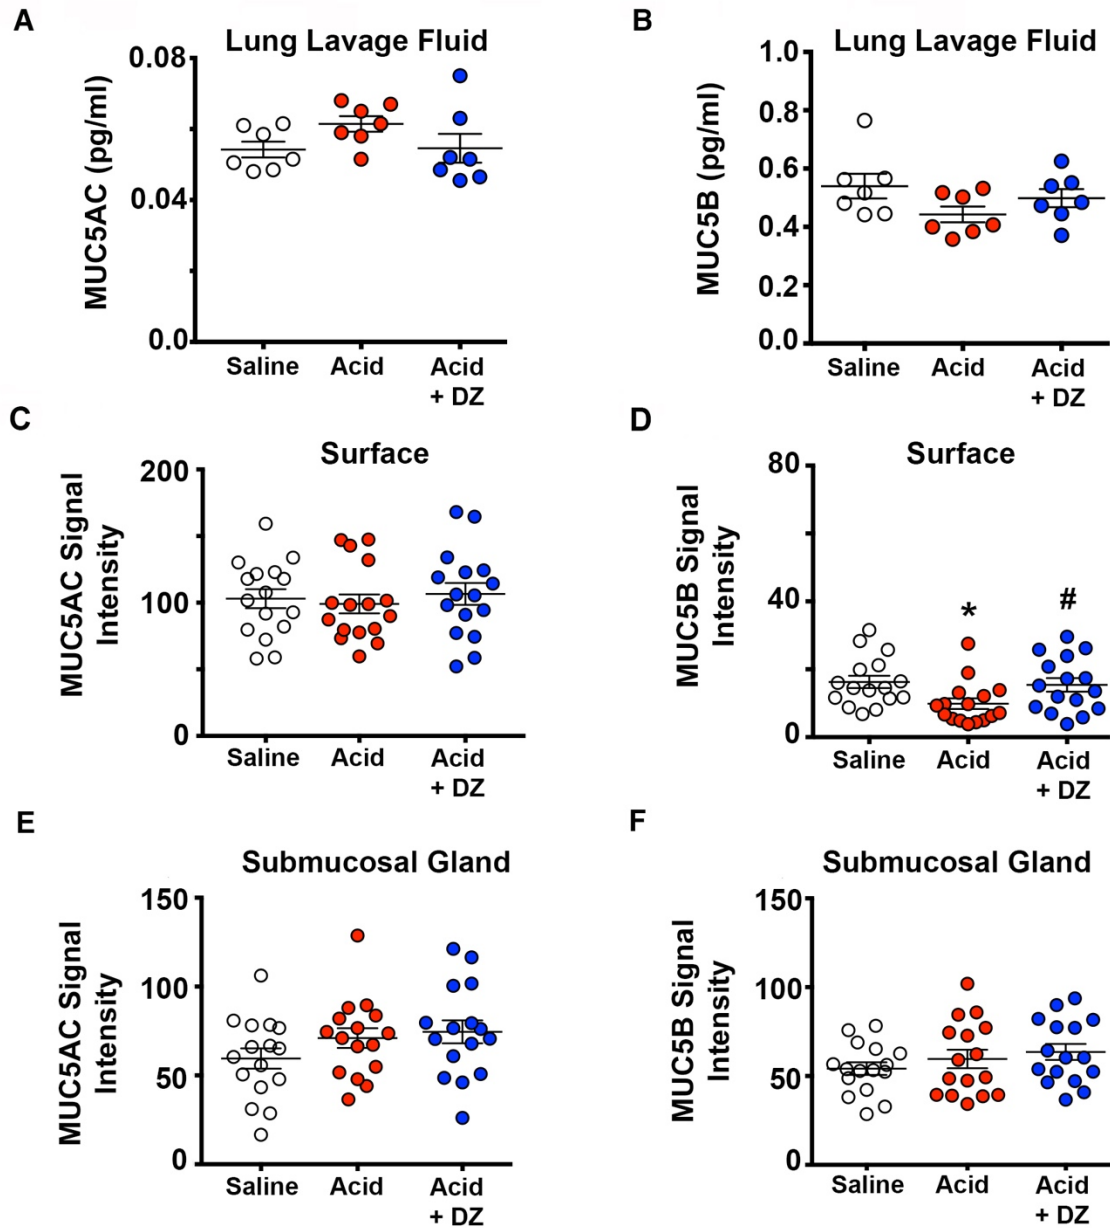 A
Lung Lavage Fluid
MUC5AC (pg/ml)
0.08
0.04
0.0
Saline
Acid
Acid
+ DZ
B
Lung Lavage Fluid
MUC5B (pg/ml)
1.0
0.8
0.6
0.4
0.2
0.0
Saline
Acid
Acid
+ DZ
C
Surface
MUC5AC Signal
Intensity
200
100
0
Saline
Acid
Acid
+ DZ
D
Surface
MUC5B Signal
Intensity
80
40
0
*
#
Saline
Acid
Acid
+ DZ
E
Submucosal Gland
MUC5AC Signal
Intensity
150
100
50
0
Saline
Acid
Acid
+ DZ
F
Submucosal Gland
MUC5B Signal
Intensity
150
100
50
0
Saline
Acid
Acid
+ DZ